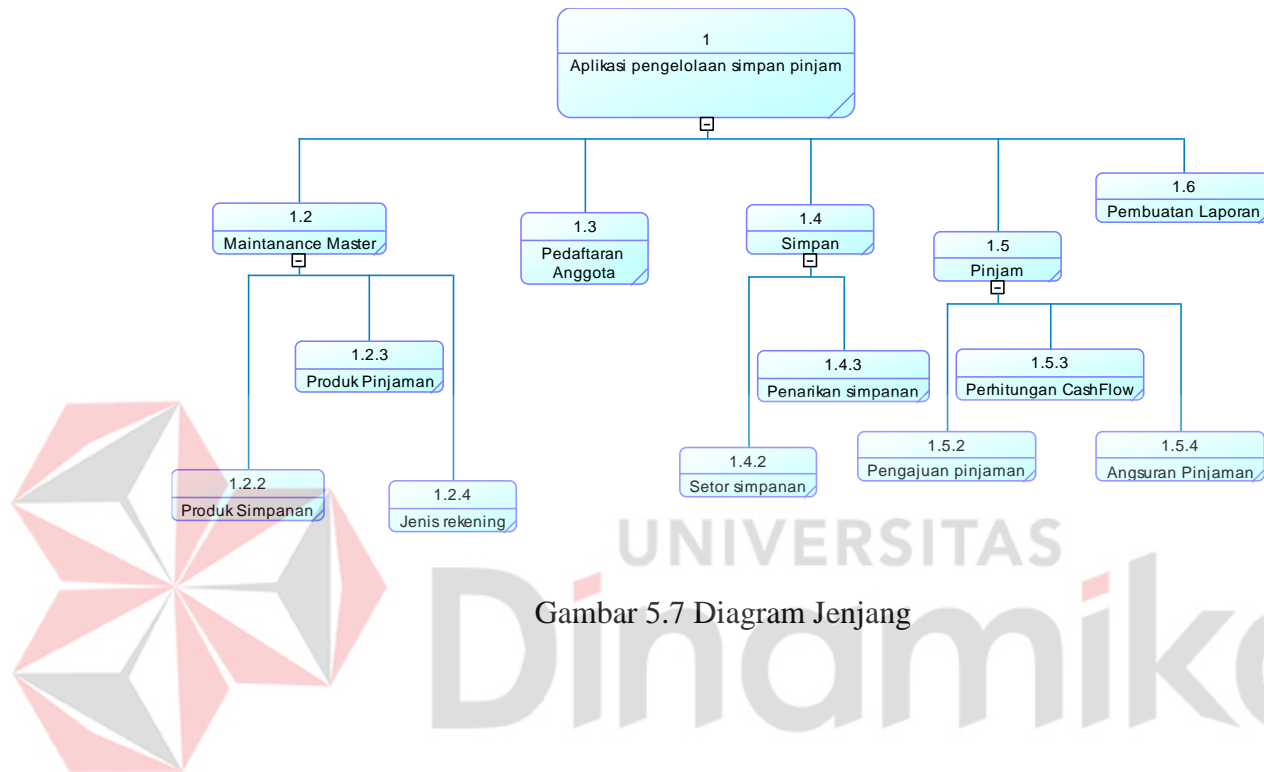 1
Aplikasi pengelolaan simpan pinjam
1.2
Maintanance Master
1.3
Pedaftaran
Anggota
1.4
Simpan
1.5
Pinjam
1.6
Pembuatan Laporan
1.2.2
Produk Simpanan
1.2.3
Produk Pinjaman
1.2.4
Jenis rekening
1.4.2
Setor simpanan
1.4.3
Penarikan simpanan
1.5.2
Pengajuan pinjaman
1.5.3
Perhitungan CashFlow
1.5.4
Angsuran Pinjaman
Gambar 5.7 Diagram Jenjang
UNIVERSITAS